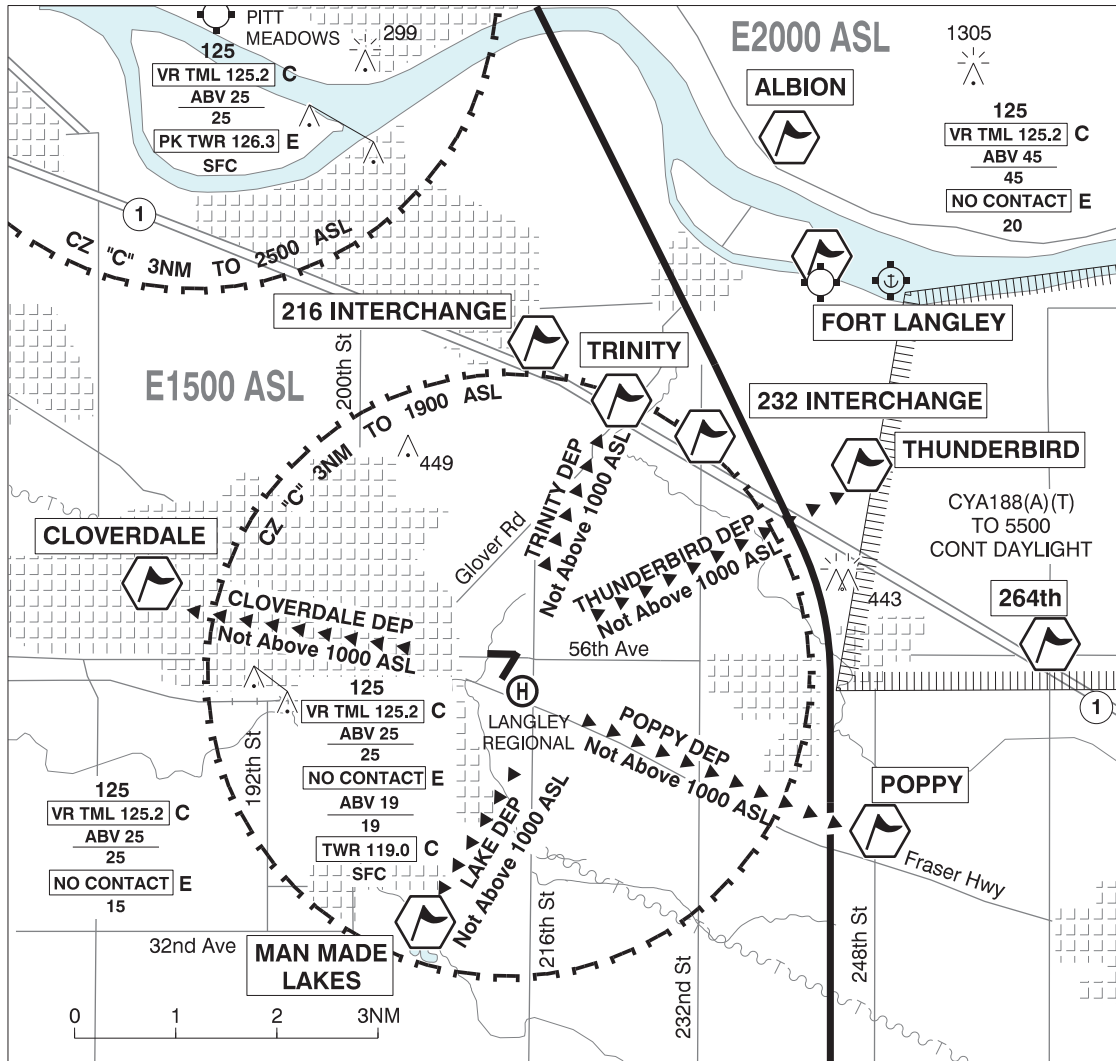 PITT
MEADOWS
299
125
VR TML 125.2 C
ABV 25
25
PK TWR 126.3 E
SFC
E2000 ASL
1305
ALBION
125
VR TML 125.2 C
ABV 45
45
NO CONTACT E
20
1
CZ "C" 3NM TO 2500 ASL
216 INTERCHANGE
TRINITY
FORT LANGLEY
E1500 ASL
200th St
232 INTERCHANGE
THUNDERBIRD
CZ "C" 3NM TO 1900 ASL
449
CYA188(A)(T)
TO 5500
CONT DAYLIGHT
CLOVERDALE
Glover Rd
TRINITY DEP
Not Above 1000 ASL
THUNDERBIRD DEP
Not Above 1000 ASL
443
264th
CLOVERDALE DEP
Not Above 1000 ASL
56th Ave
H
LANGLEY
REGIONAL
125
VR TML 125.2 C
ABV 25
25
NO CONTACT E
ABV 19
19
TWR 119.0 C
SFC
POPPY DEP
Not Above 1000 ASL
1
192th St
125
VR TML 125.2 C
ABV 25
25
NO CONTACT E
15
LAKE DEP
Not Above 1000 ASL
POPPY
Fraser Hwy
32nd Ave
MAN MADE
LAKES
216th St
232nd St
248th St
0 1 2 3NM